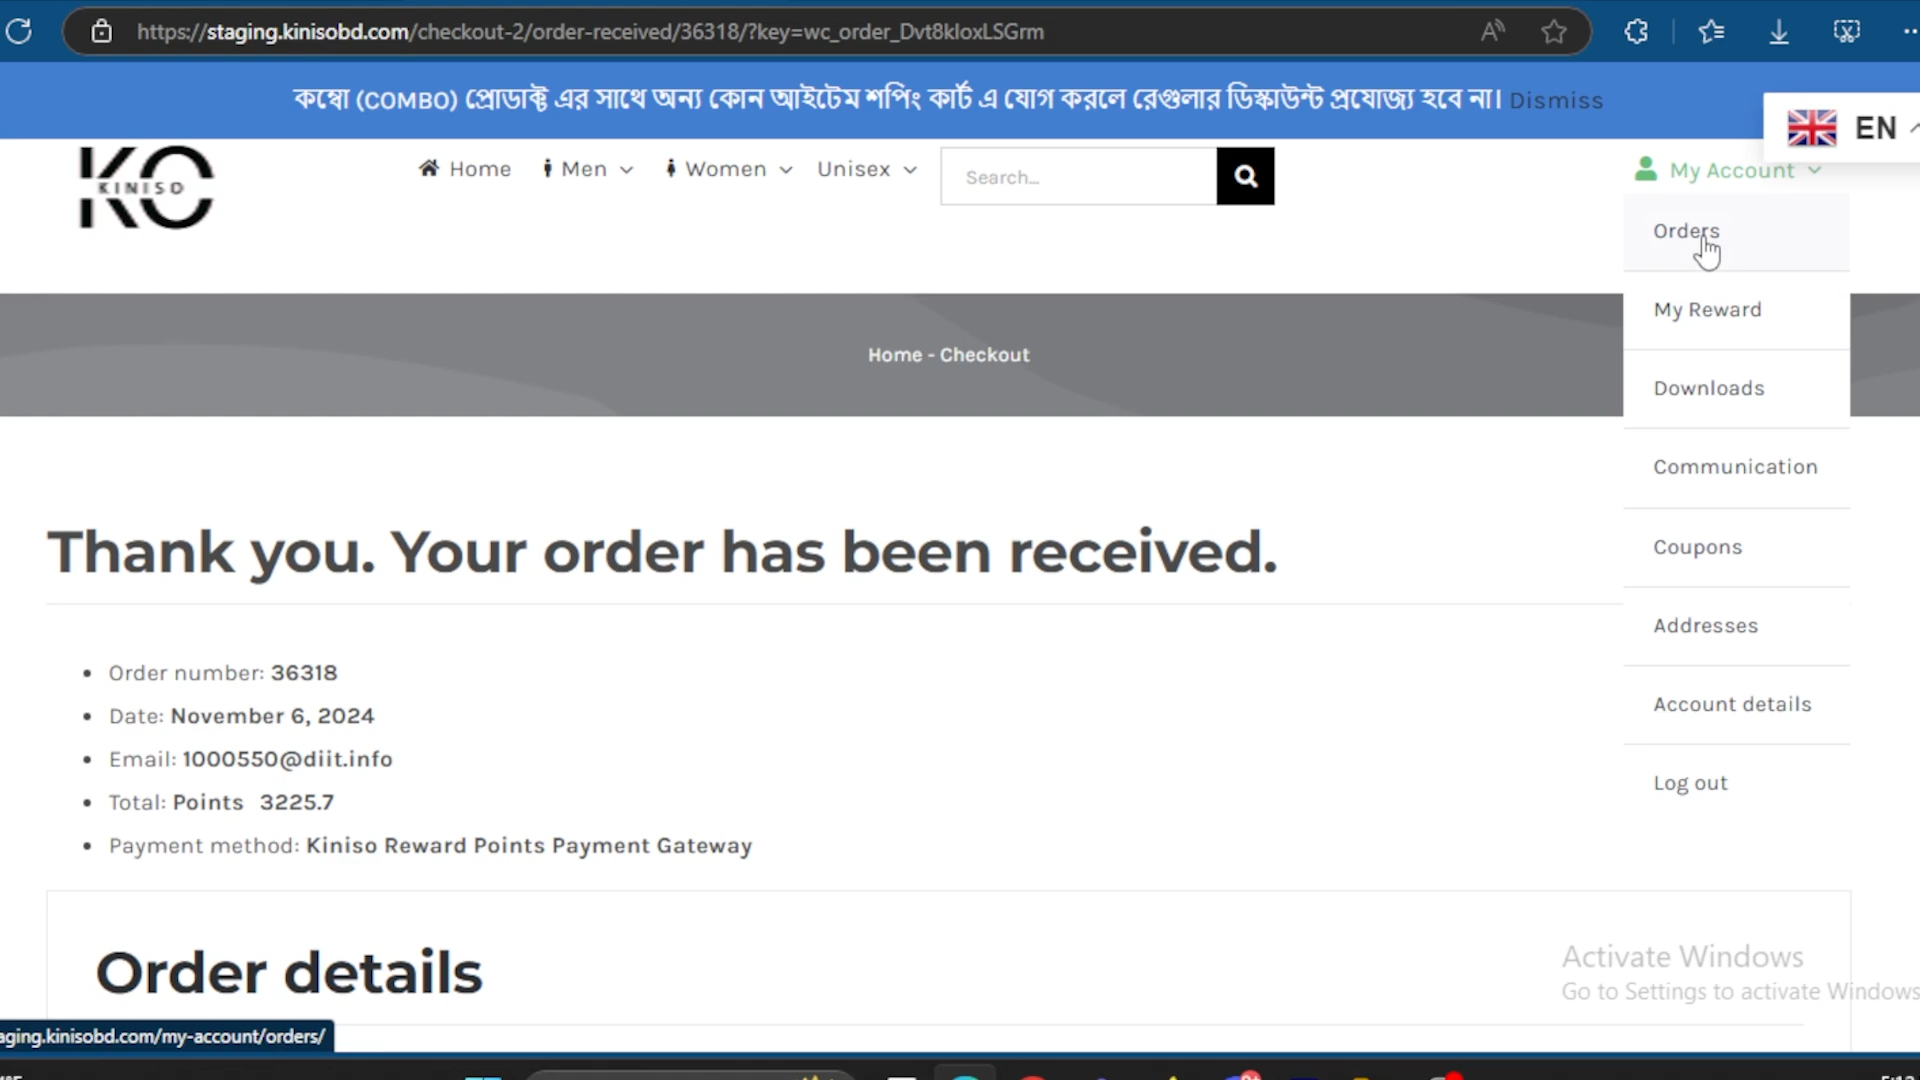 https://staging.kinisobd.com/checkout-2/order-received/36318/?key=wc_order_Dvt8kloxLSGrm
কম্বো (COMBO) প্রোডাক্ট এর সাথে অন্য কোন আইটেম শপিং কার্ট এ যোগ করলে রেগুলার ডিস্কাউন্ট প্রযোজ্য হবে না। Dismiss
EN
KINISO
Home
Men
Women
Unisex
Search...
My Account
Orders
My Reward
Downloads
Communication
Coupons
Addresses
Account details
Log out
Home - Checkout
Thank you. Your order has been received.
Order number: 36318
Date: November 6, 2024
Email: 1000550@diit.info
Total: Points 3225.7
Payment method: Kiniso Reward Points Payment Gateway
Order details
Activate Windows
Go to Settings to activate Windows
aging.kinisobd.com/my-account/orders/